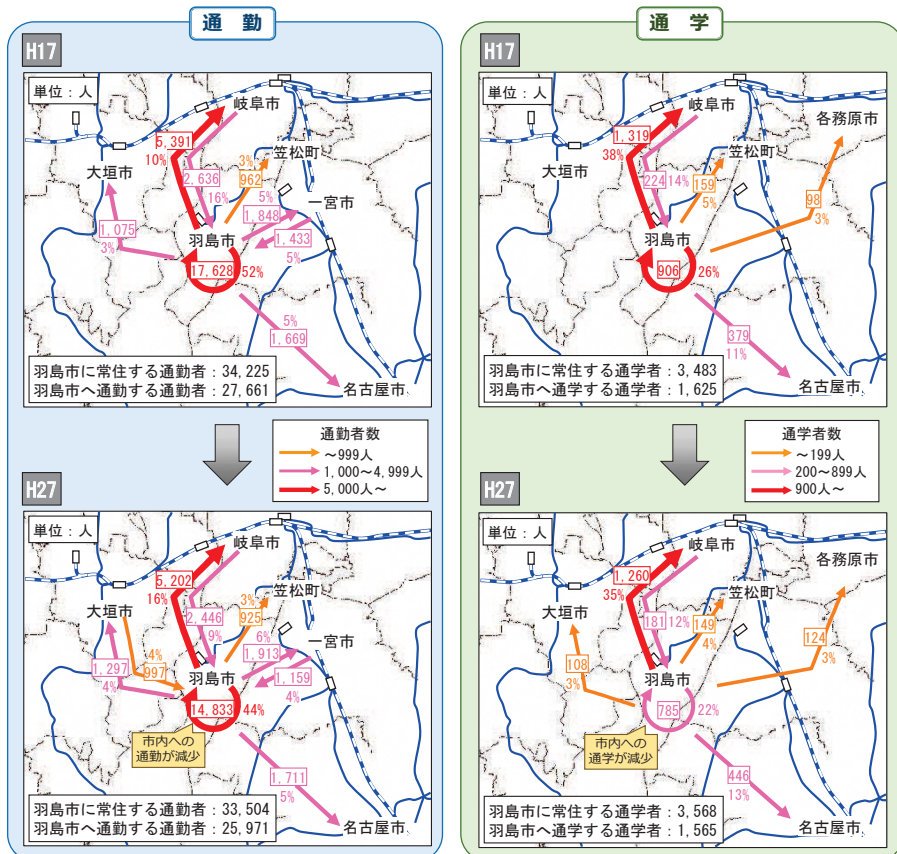 通 勤
H17
単位：人
岐阜市
5,391
10%
大垣市
2,636
16%
3%
962
笠松町
5%
1,848
一宮市
1,433
5%
1,075
3%
羽島市
17,628
52%
5%
1,669
名古屋市
羽島市に常住する通勤者：34,225
羽島市へ通勤する通勤者：27,661
通勤者数
～999人
1,000～4,999人
5,000人～
H27
単位：人
岐阜市
5,202
16%
大垣市
2,446
9%
3%
925
笠松町
6%
1,913
一宮市
1,159
4%
4%
997
1,297
4%
羽島市
14,833
44%
市内への
通勤が減少
1,711
5%
名古屋市
羽島市に常住する通勤者：33,504
羽島市へ通勤する通勤者：25,971
通 学
H17
単位：人
岐阜市
各務原市
1,319
38%
大垣市
224
14%
159
5%
笠松町
98
3%
羽島市
906
26%
379
11%
名古屋市
羽島市に常住する通学者：3,483
羽島市へ通学する通学者：1,625
通学者数
～199人
200～899人
900人～
H27
単位：人
岐阜市
各務原市
1,260
35%
大垣市
181
12%
149
4%
笠松町
124
3%
108
3%
羽島市
785
22%
市内への
通学が減少
446
13%
名古屋市
羽島市に常住する通学者：3,568
羽島市へ通学する通学者：1,565